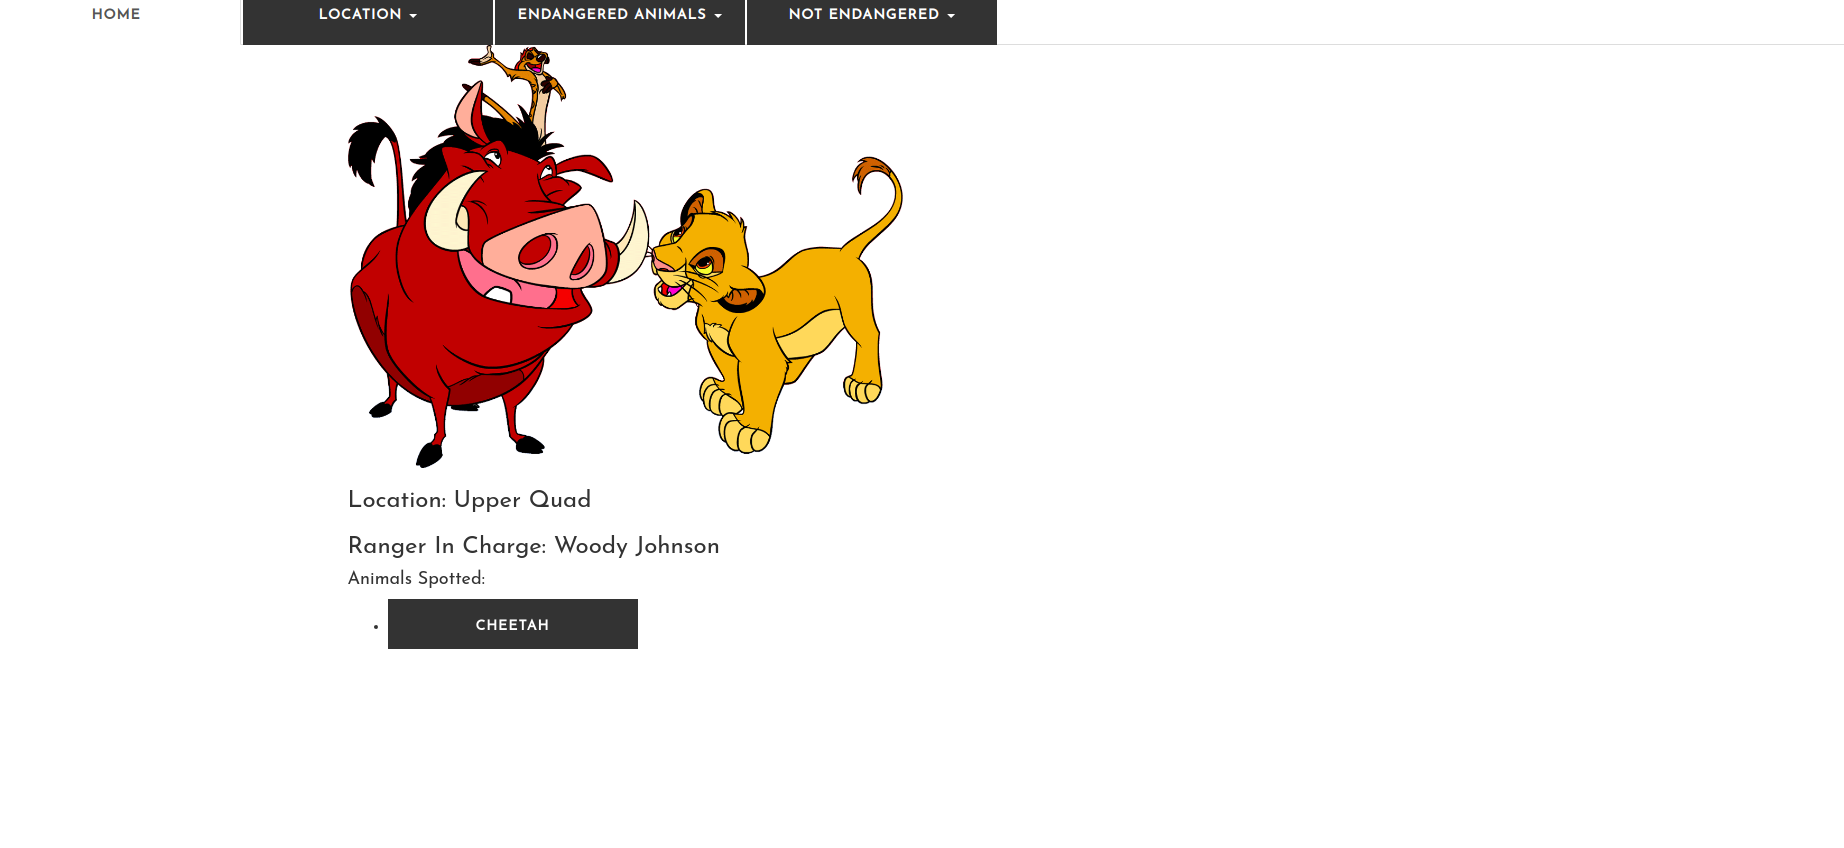 HOME
LOCATION
ENDANGERED ANIMALS
NOT ENDANGERED
Location: Upper Quad
Ranger In Charge: Woody Johnson
Animals Spotted:
CHEETAH